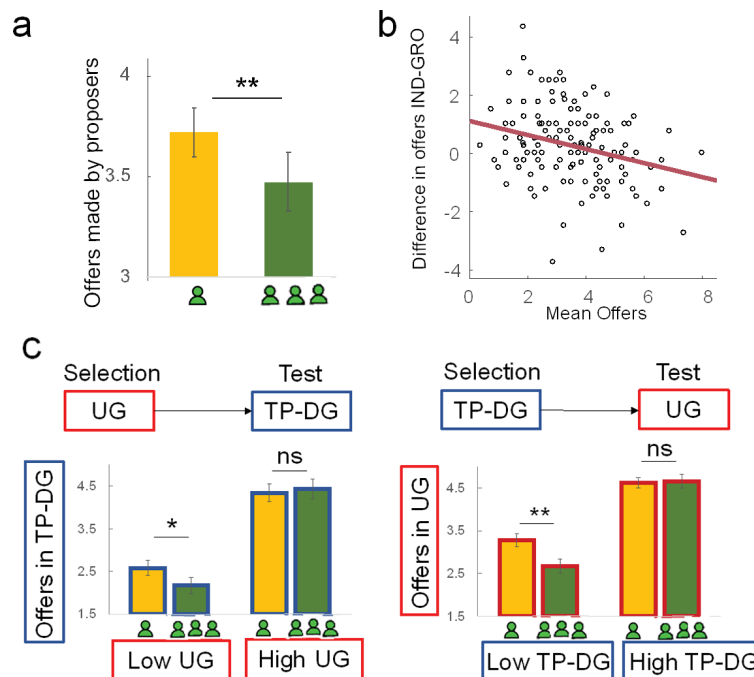 a
Offers made by proposers
4
3.5
3
**
b
Difference in offers IND-GRO
4
2
0
-2
-4
0 2 4 6 8
Mean Offers
c
Selection Test
UG TP-DG
Offers in TP-DG
4.5
3.5
2.5
1.5
*
ns
Low UG High UG
Selection Test
TP-DG UG
Offers in UG
4.5
3.5
2.5
1.5
**
ns
Low TP-DG High TP-DG